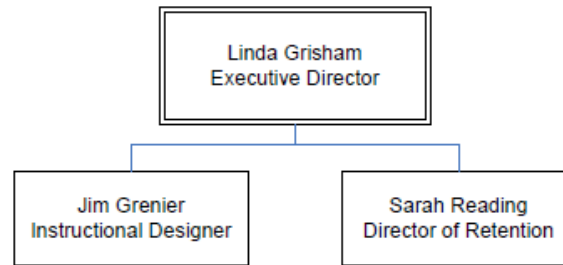 Linda Grisham
Executive Director
Jim Grenier
Instructional Designer
Sarah Reading
Director of Retention